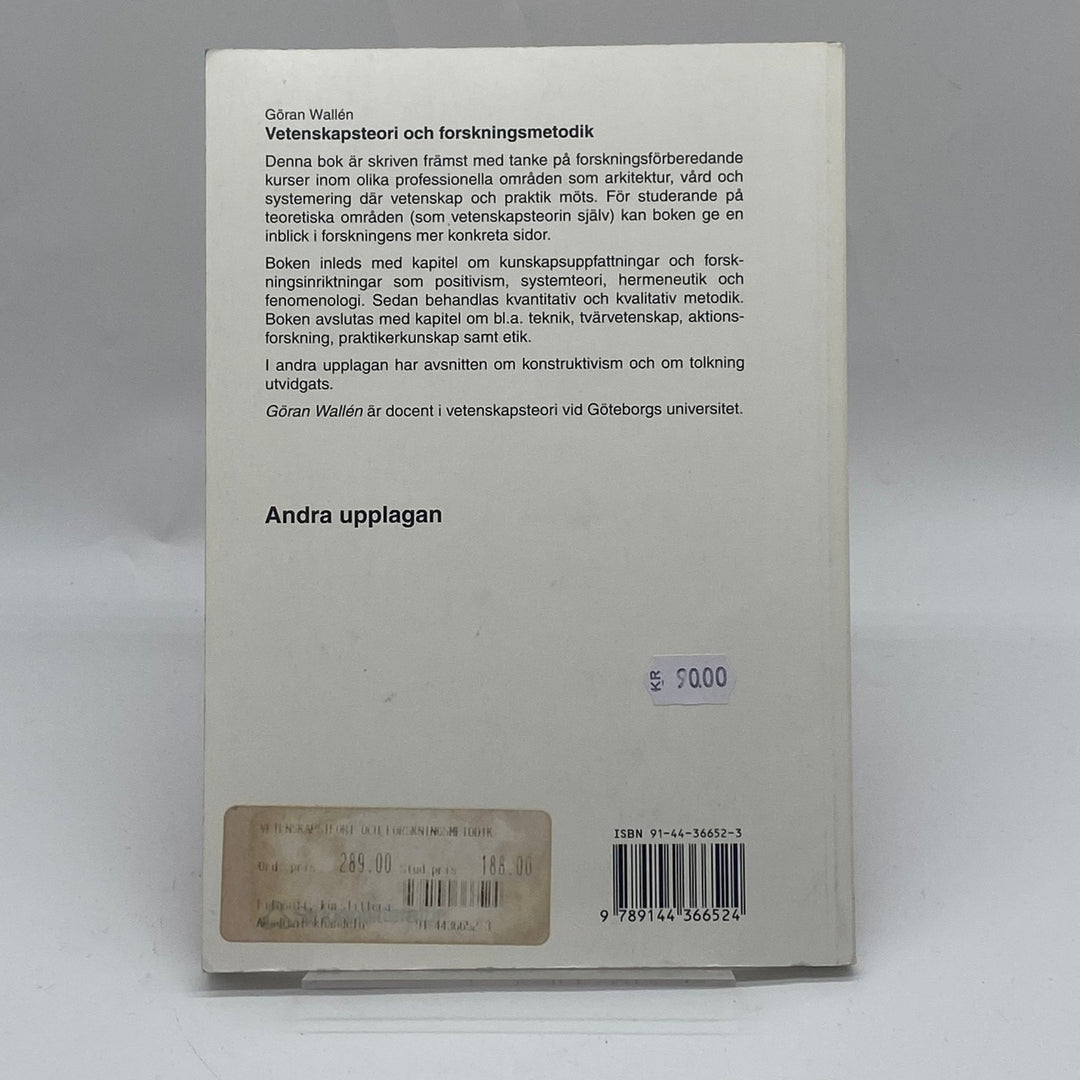 Göran Wallén
Vetenskapsteori och forskningsmetodik
Denna bok är skriven främst med tanke på forskningsförberedande
kurser inom olika professionella områden som arkitektur, vård och
systemering där vetenskap och praktik möts. För studerande på
teoretiska områden (som vetenskapsteorin själv) kan boken ge en
inblick i forskningens mer konkreta sidor.
Boken inleds med kapitel om kunskapsuppfattningar och forsk-
ningsinriktningar som positivism, systemteori, hermeneutik och
fenomenologi. Sedan behandlas kvantitativ och kvalitativ metodik.
Boken avslutas med kapitel om bl.a. teknik, tvärvetenskap, aktions-
forskning, praktikerkunskap samt etik.
I andra upplagan har avsnitten om konstruktivism och om tolkning
utvidgats.
Göran Wallén är docent i vetenskapsteori vid Göteborgs universitet.
Andra upplagan
KR 90.00
VETENSKAPSTEORI OCH FORSKNINGSMETODIK
Ord. pris 289.00 Stud.pris 188.00
91-4436652-3
ISBN 91-44-36652-3
9 789144 366524